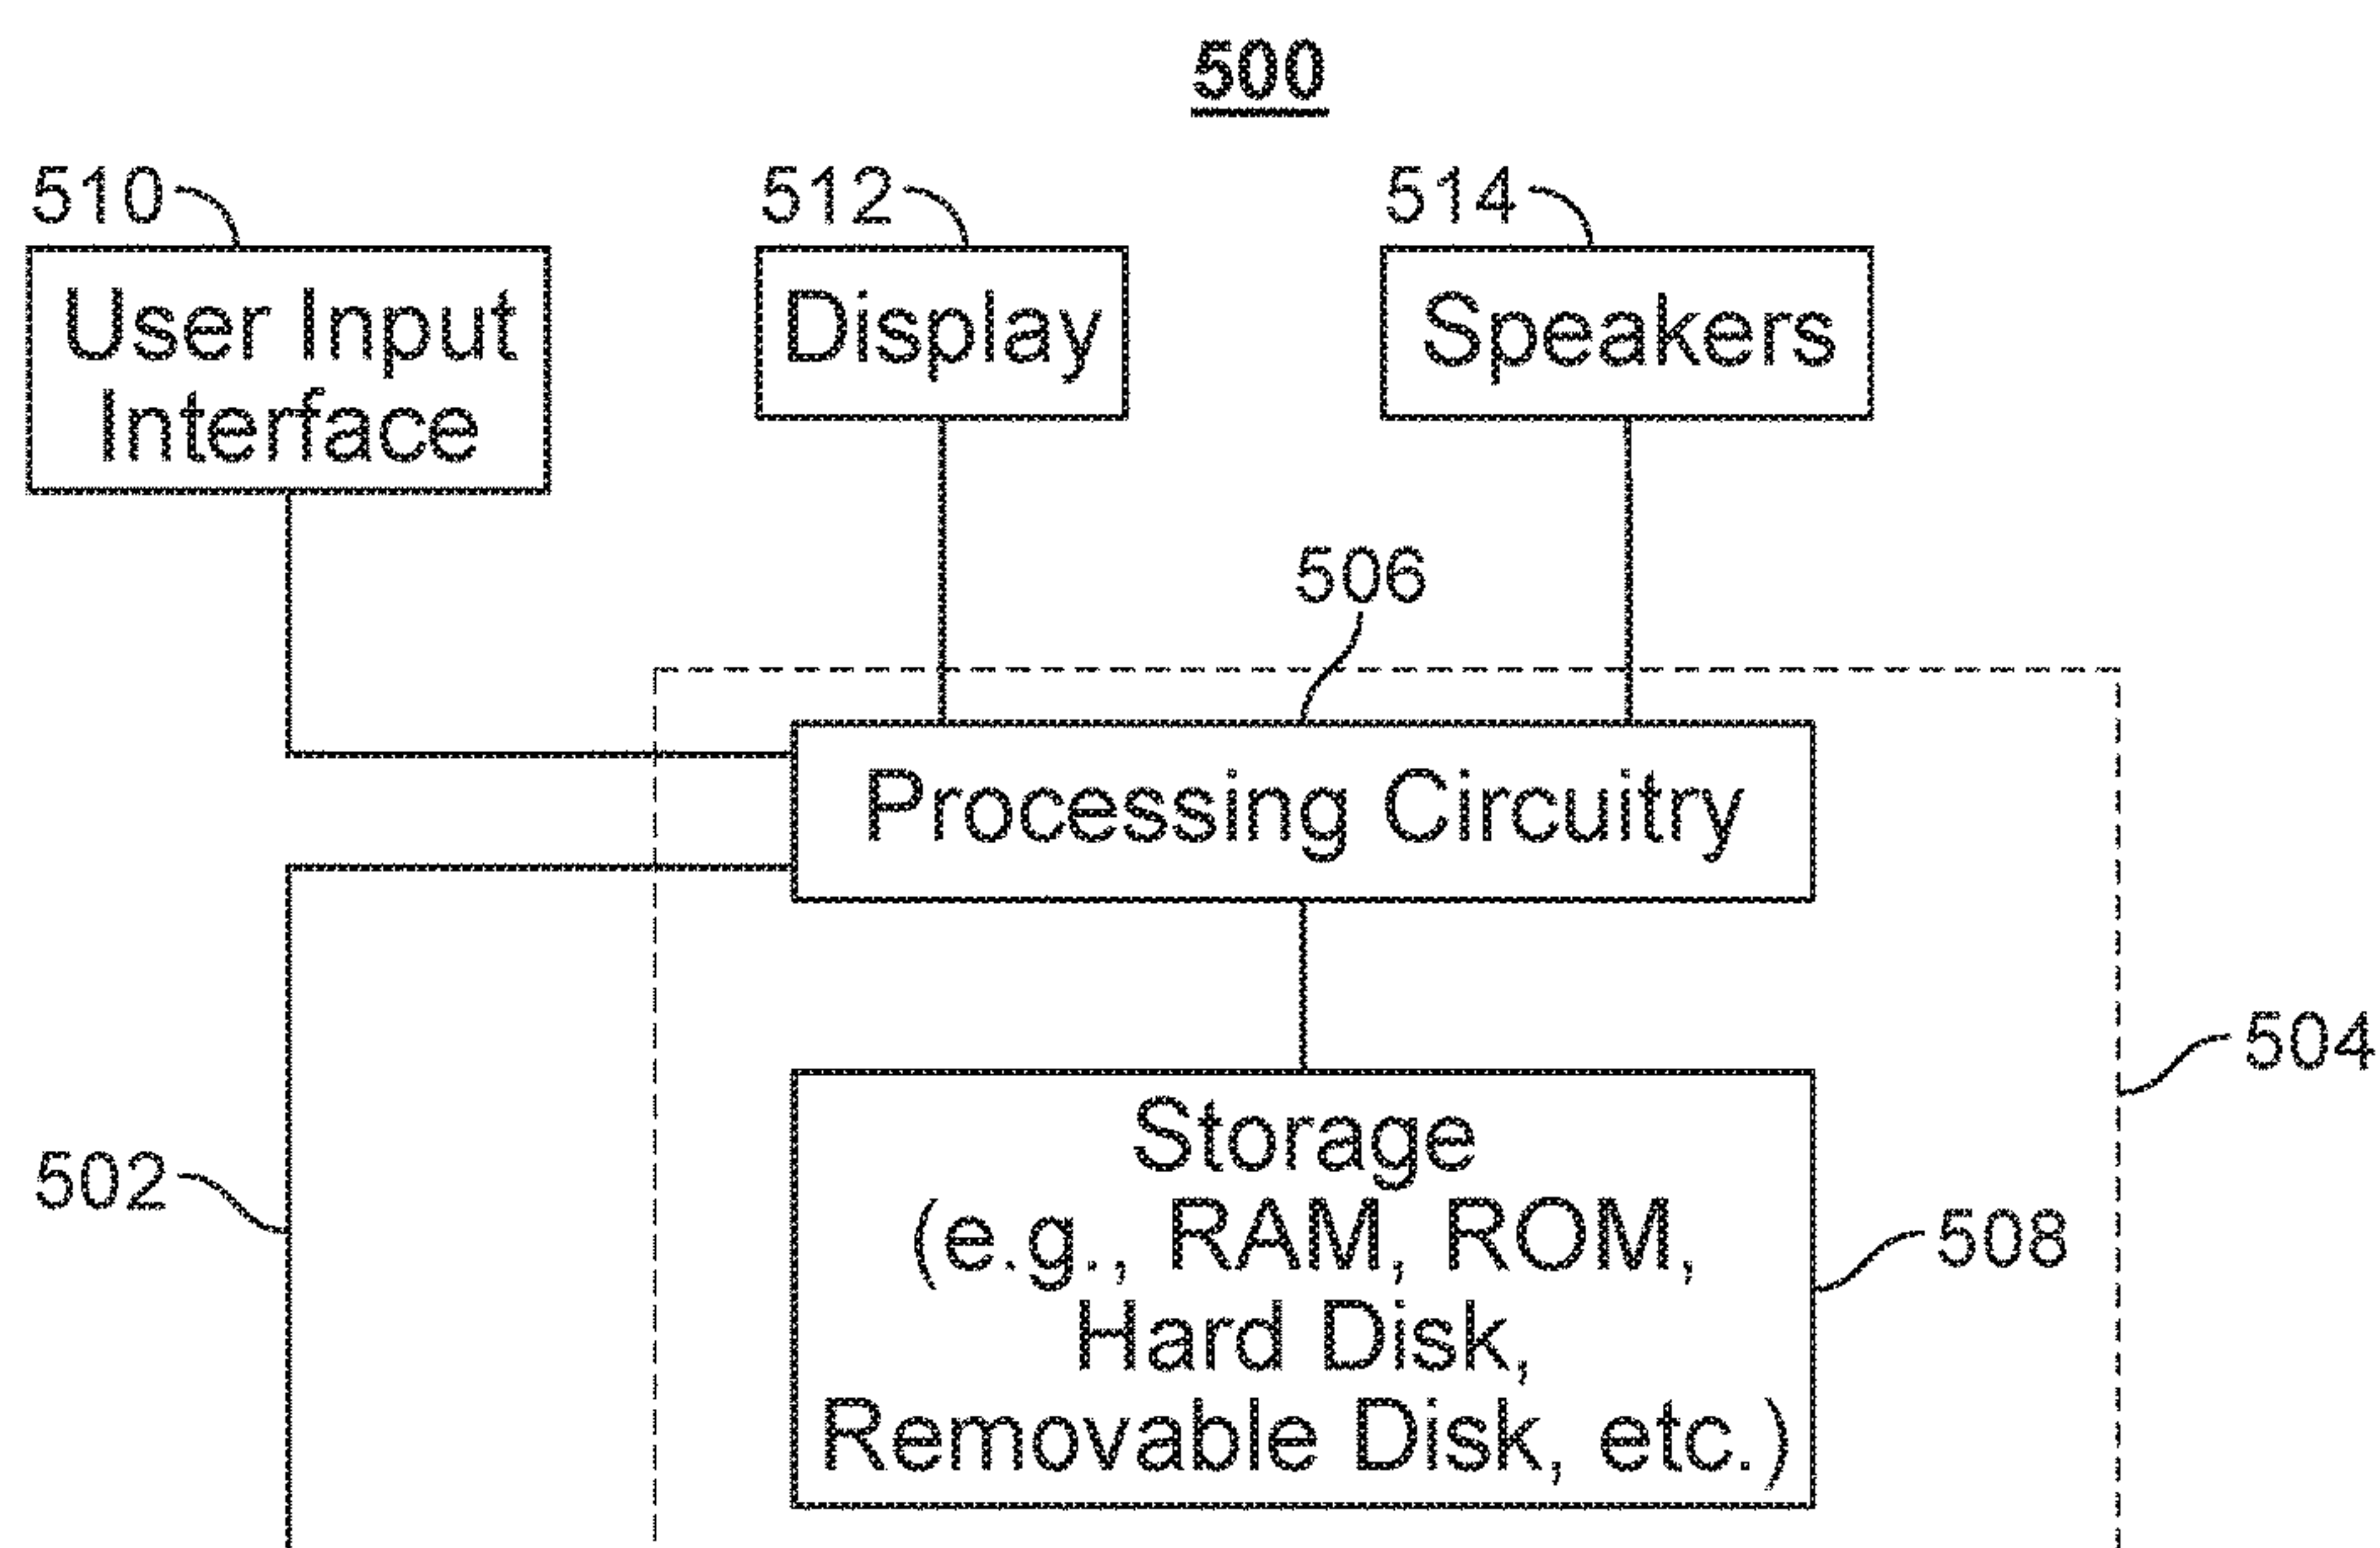 500
510
512
514
User Input
Interface
Display
Speakers
506
Processing Circuitry
504
502
Storage
(e.g., RAM, ROM,
Hard Disk,
Removable Disk, etc.)
508